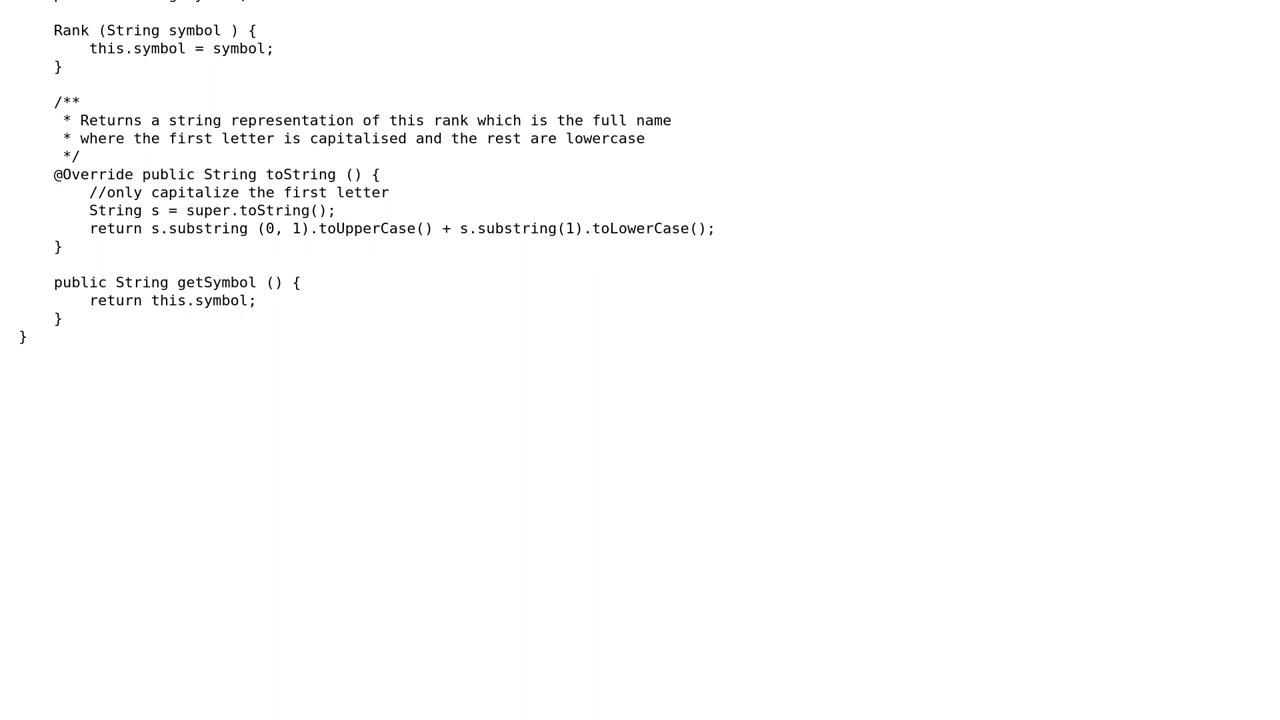 Rank (String symbol ) {
this.symbol = symbol;
}
/**
* Returns a string representation of this rank which is the full name
* where the first letter is capitalised and the rest are lowercase
*/
@Override public String toString () {
//only capitalize the first letter
String s = super.toString();
return s.substring (0, 1).toUpperCase() + s.substring(1).toLowerCase();
}
public String getSymbol () {
return this.symbol;
}
}